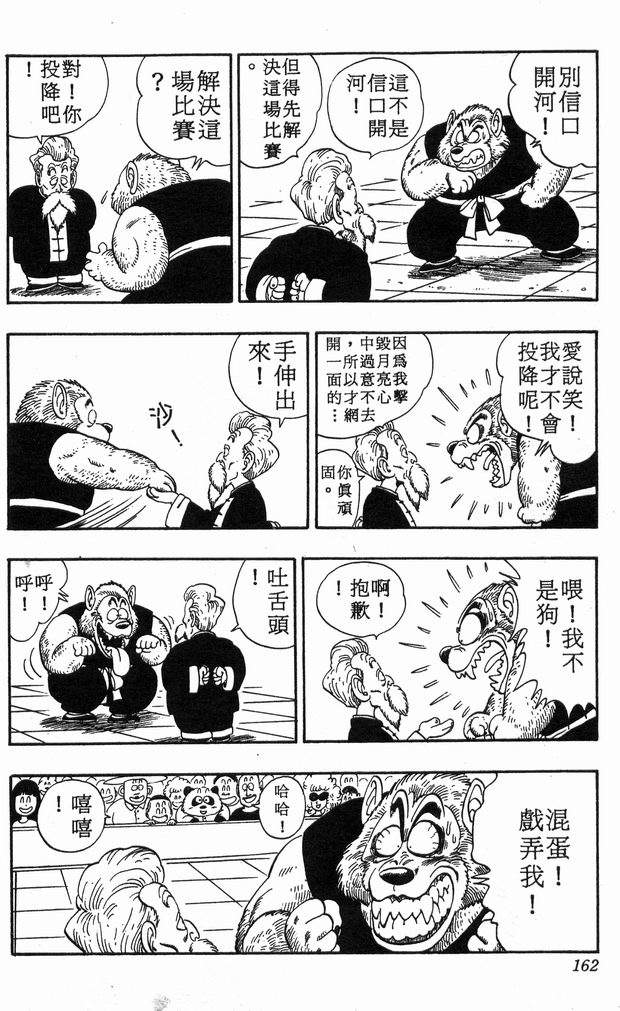 別信口
開河！
這不是
信口開
河！
但得先解
決這場比賽
。
解決這
場比賽
？
對！你
投降吧
！
愛說笑！
我才不會
投降呢！
因為我擊
毀月亮心
中過意不去
，所以才網
開一面的…
你真頑
固。
手伸出
來！
沙！
喂！我不
是狗！
啊！
抱歉
！
吐舌頭
！
呼！
呼！
混蛋！
戲弄我！
哈哈！
嘻嘻
！
162